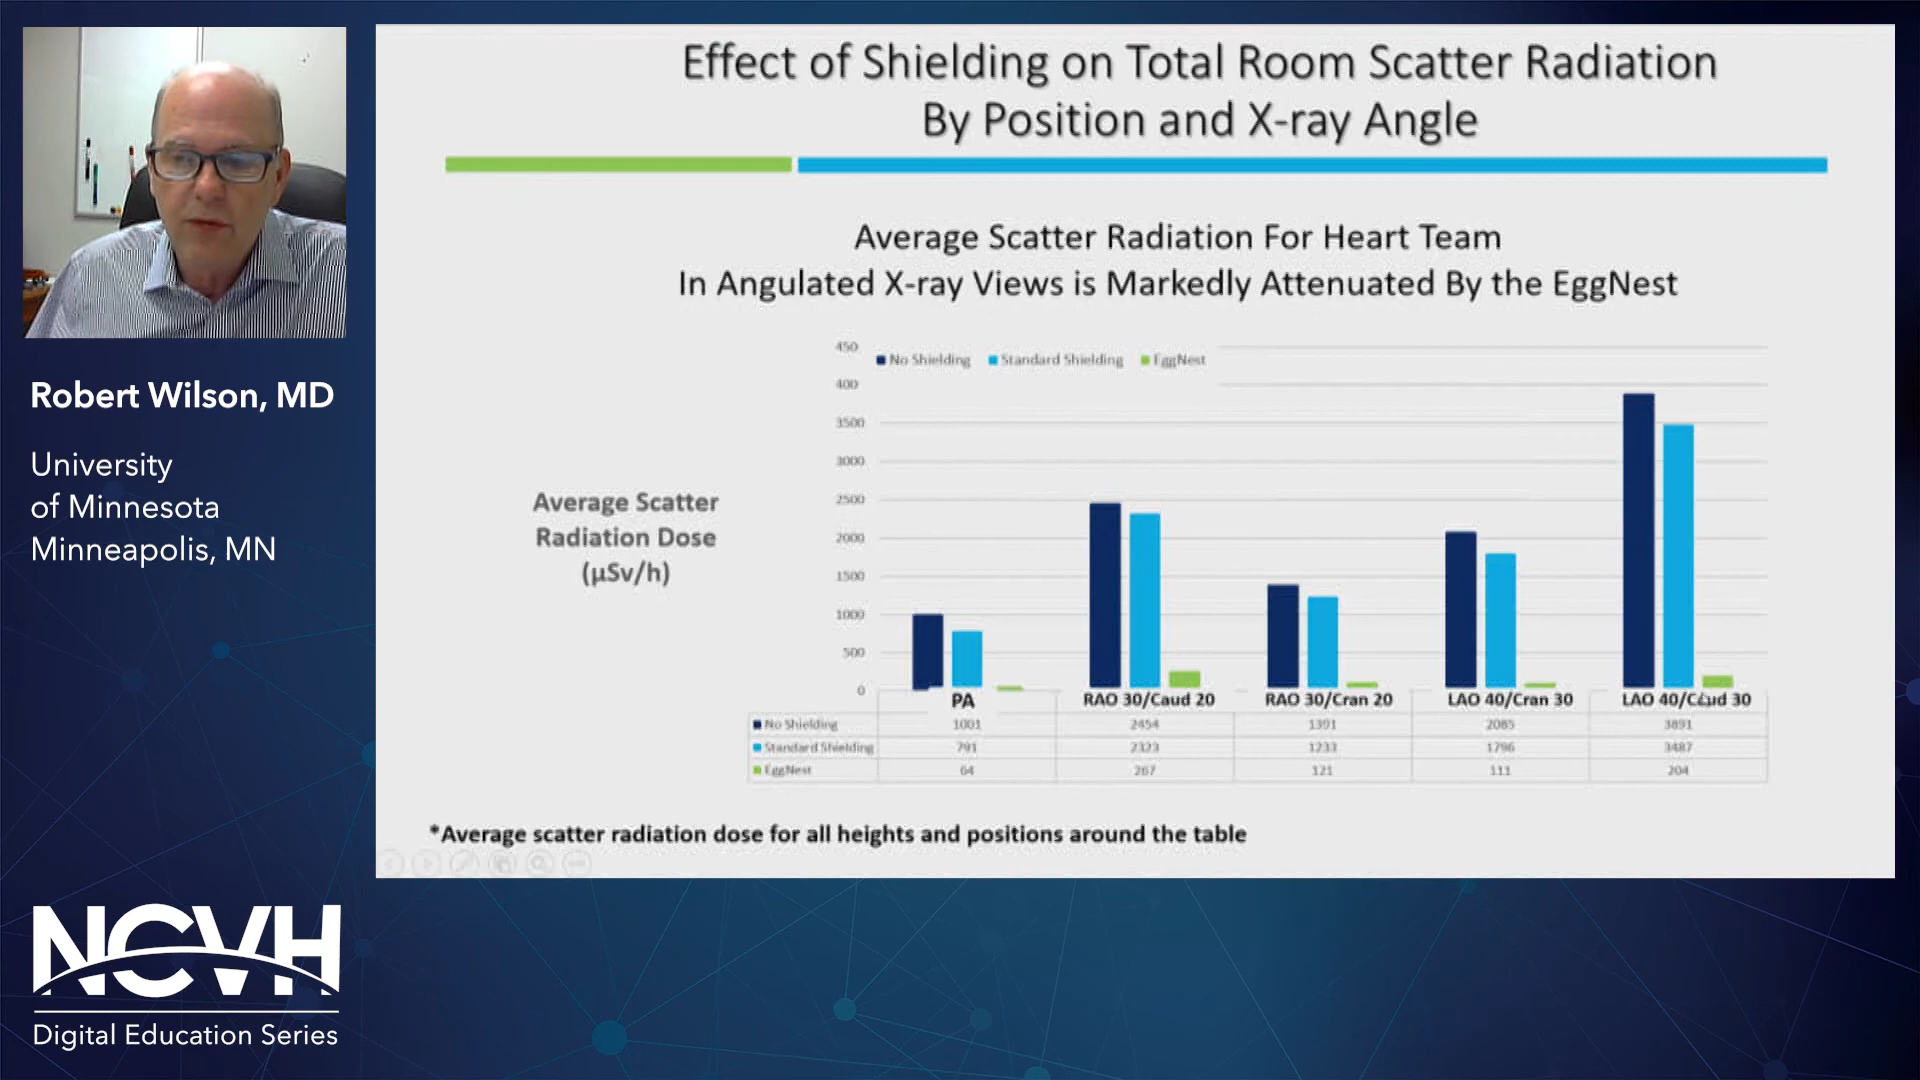 Robert Wilson, MD
University
of Minnesota
Minneapolis, MN
NCVH
Digital Education Series
Effect of Shielding on Total Room Scatter Radiation
By Position and X-ray Angle
Average Scatter Radiation For Heart Team
In Angulated X-ray Views is Markedly Attenuated By the EggNest
Average Scatter
Radiation Dose
(µSv/h)
No Shielding Standard Shielding EggNest
450
400
3500
3000
2500
2000
1500
1000
500
0
PA RAO 30/Caud 20 RAO 30/Cran 20 LAO 40/Cran 30 LAO 40/Caud 30
No Shielding 1001 2454 1391 2085 3891
Standard Shielding 791 2323 1233 1796 3487
EggNest 64 267 121 111 204
*Average scatter radiation dose for all heights and positions around the table